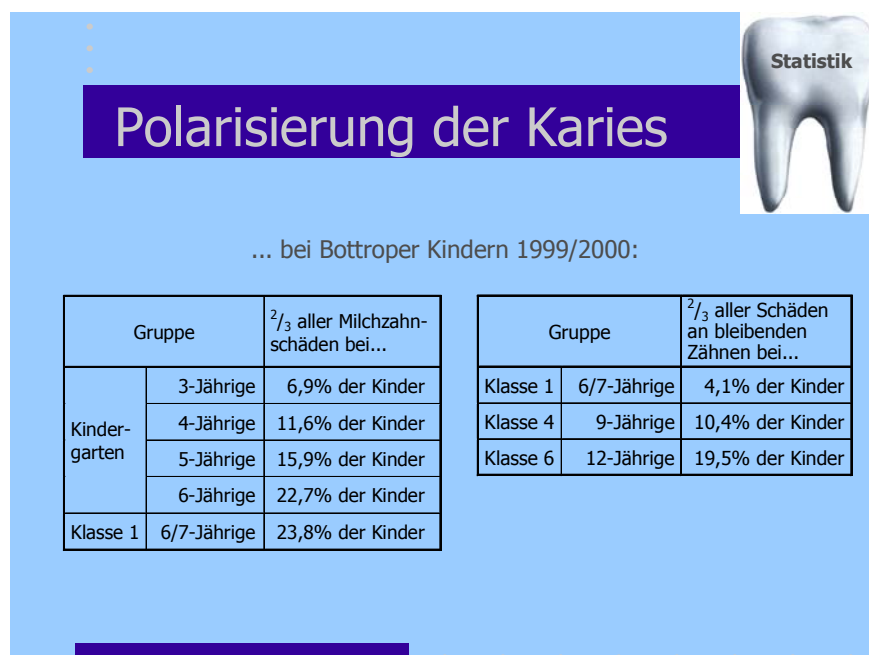 Statistik
Polarisierung der Karies
... bei Bottroper Kindern 1999/2000:
Gruppe
2/3 aller Milchzahn-
schäden bei...
Kinder-
garten
3-Jährige 6,9% der Kinder
4-Jährige 11,6% der Kinder
5-Jährige 15,9% der Kinder
6-Jährige 22,7% der Kinder
Klasse 1 6/7-Jährige 23,8% der Kinder
Gruppe
2/3 aller Schäden
an bleibenden
Zähnen bei...
Klasse 1 6/7-Jährige 4,1% der Kinder
Klasse 4 9-Jährige 10,4% der Kinder
Klasse 6 12-Jährige 19,5% der Kinder